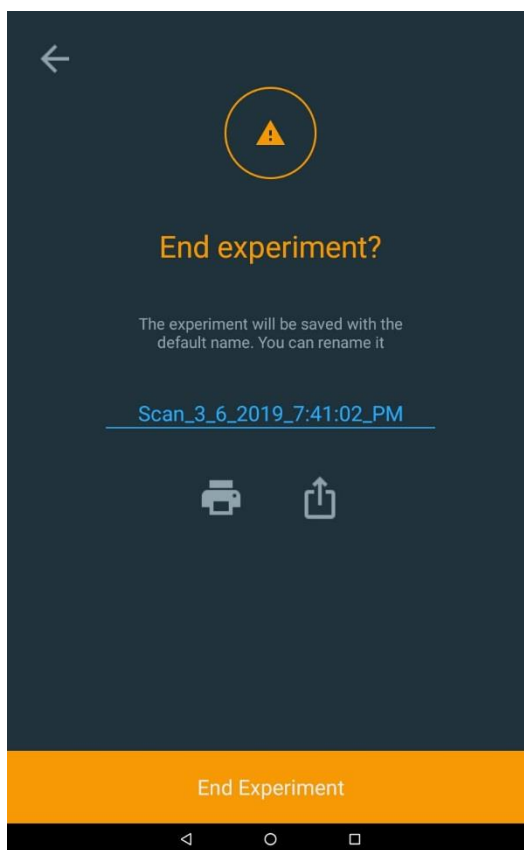 End experiment?
The experiment will be saved with the
default name. You can rename it
Scan_3_6_2019_7:41:02_PM
End Experiment